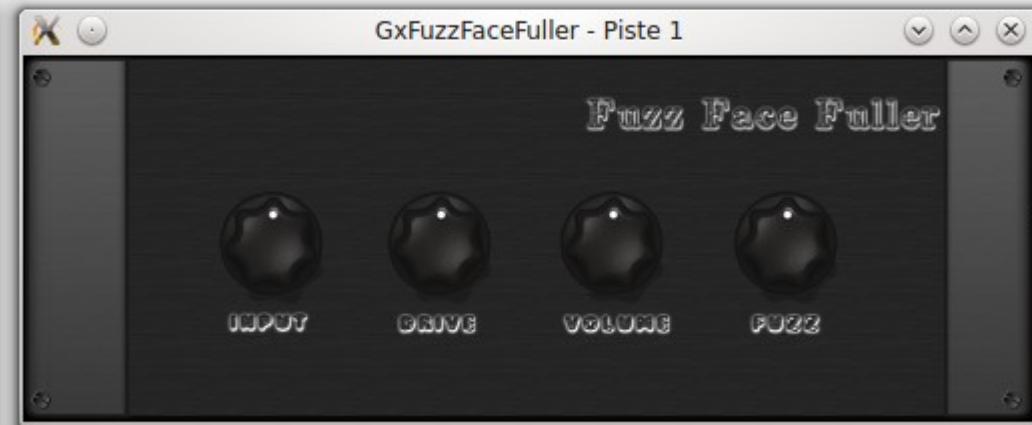 GxFuzzFaceFuller - Piste 1
Fuzz Face Fuller
INPUT DRIVE VOLUME FUZZ